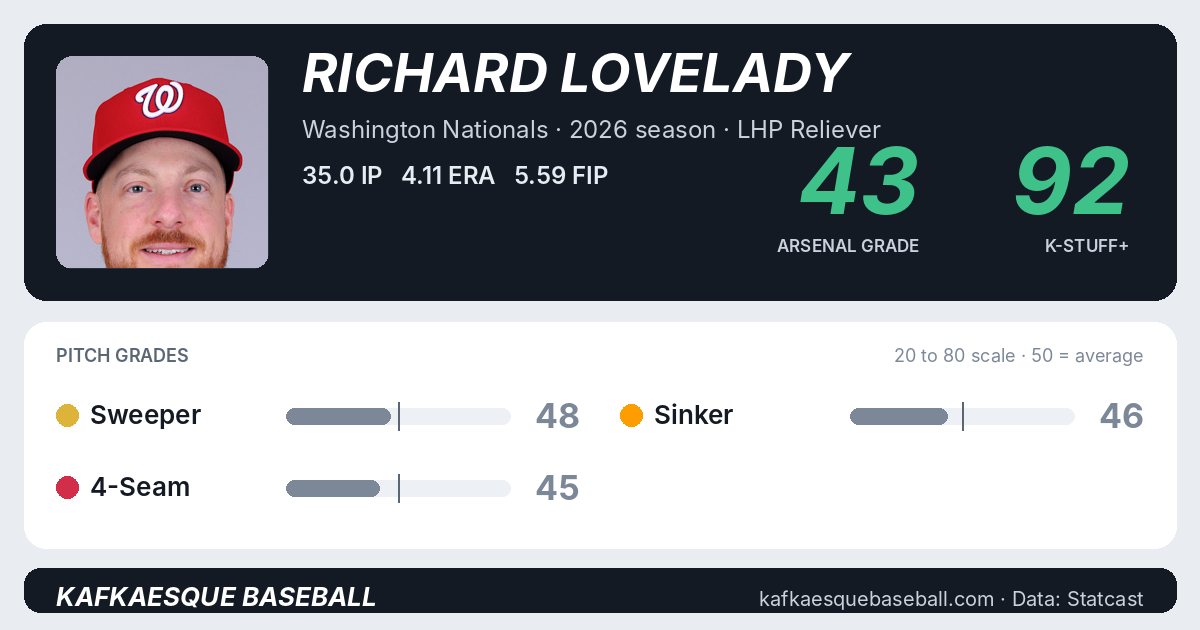 RICHARD LOVELADY
Washington Nationals · 2026 season · LHP Reliever
35.0 IP 4.11 ERA 5.59 FIP
43 92
ARSENAL GRADE K-STUFF+
PITCH GRADES 20 to 80 scale · 50 = average
Sweeper 48 Sinker 46
4-Seam 45
KAFKAESQUE BASEBALL kafkaesquebaseball.com · Data: Statcast